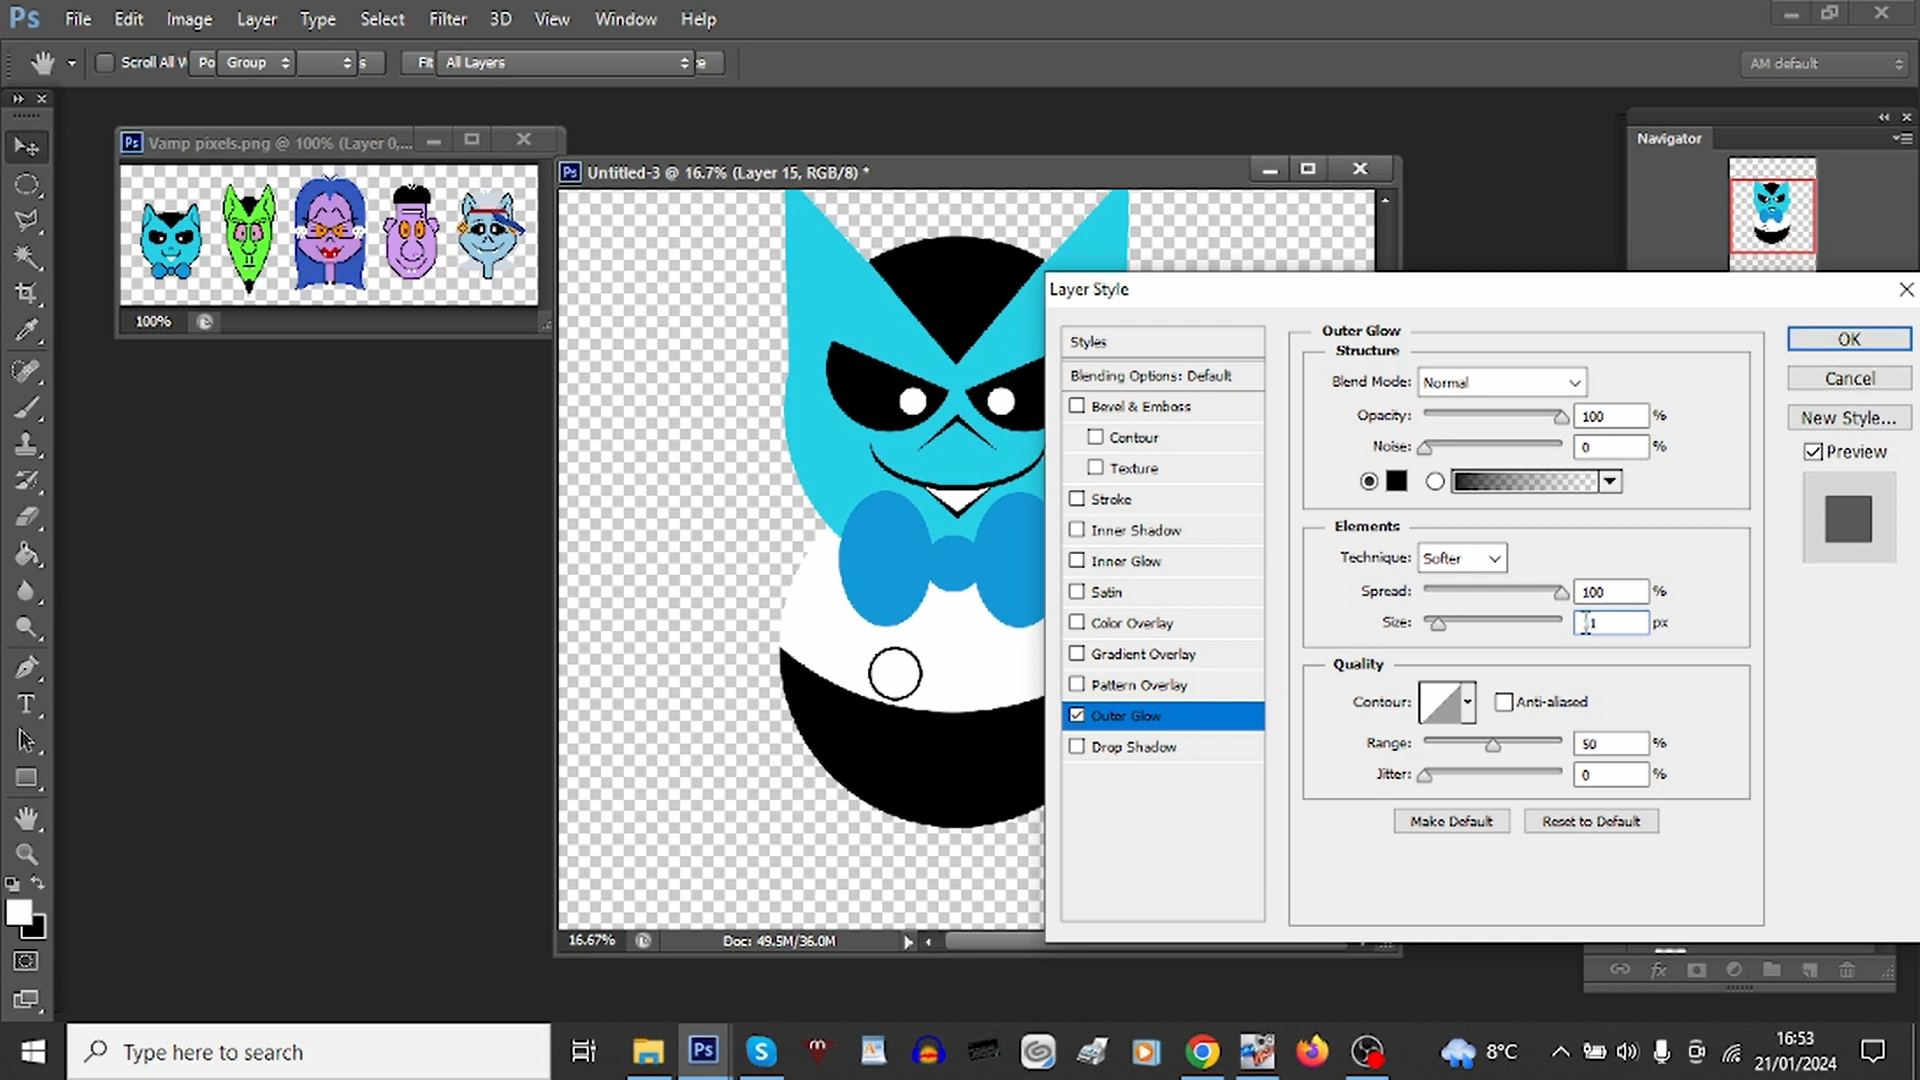 Ps File Edit Image Layer Type Select Filter 3D View Window Help
Scroll All W Po Group s Fit All Layers e AM default
Ps Vamp pixels.png @ 100% (Layer 0,...
Navigator
Ps Untitled-3 @ 16.7% (Layer 15, RGB/8) *
100%
Layer Style
Styles
Blending Options: Default
Bevel & Emboss
Contour
Texture
Stroke
Inner Shadow
Inner Glow
Satin
Color Overlay
Gradient Overlay
Pattern Overlay
Outer Glow
Drop Shadow
Outer Glow
Structure
Blend Mode: Normal
Opacity: 100 %
Noise: 0 %
Elements
Technique: Softer
Spread: 100 %
Size: px
Quality
Contour: Anti-aliased
Range: 50 %
Jitter: 0 %
Make Default Reset to Default
OK
Cancel
New Style...
Preview
16.67% Doc: 49.5M/36.0M
fx
T
Type here to search
Ps
8°C
16:53
21/01/2024